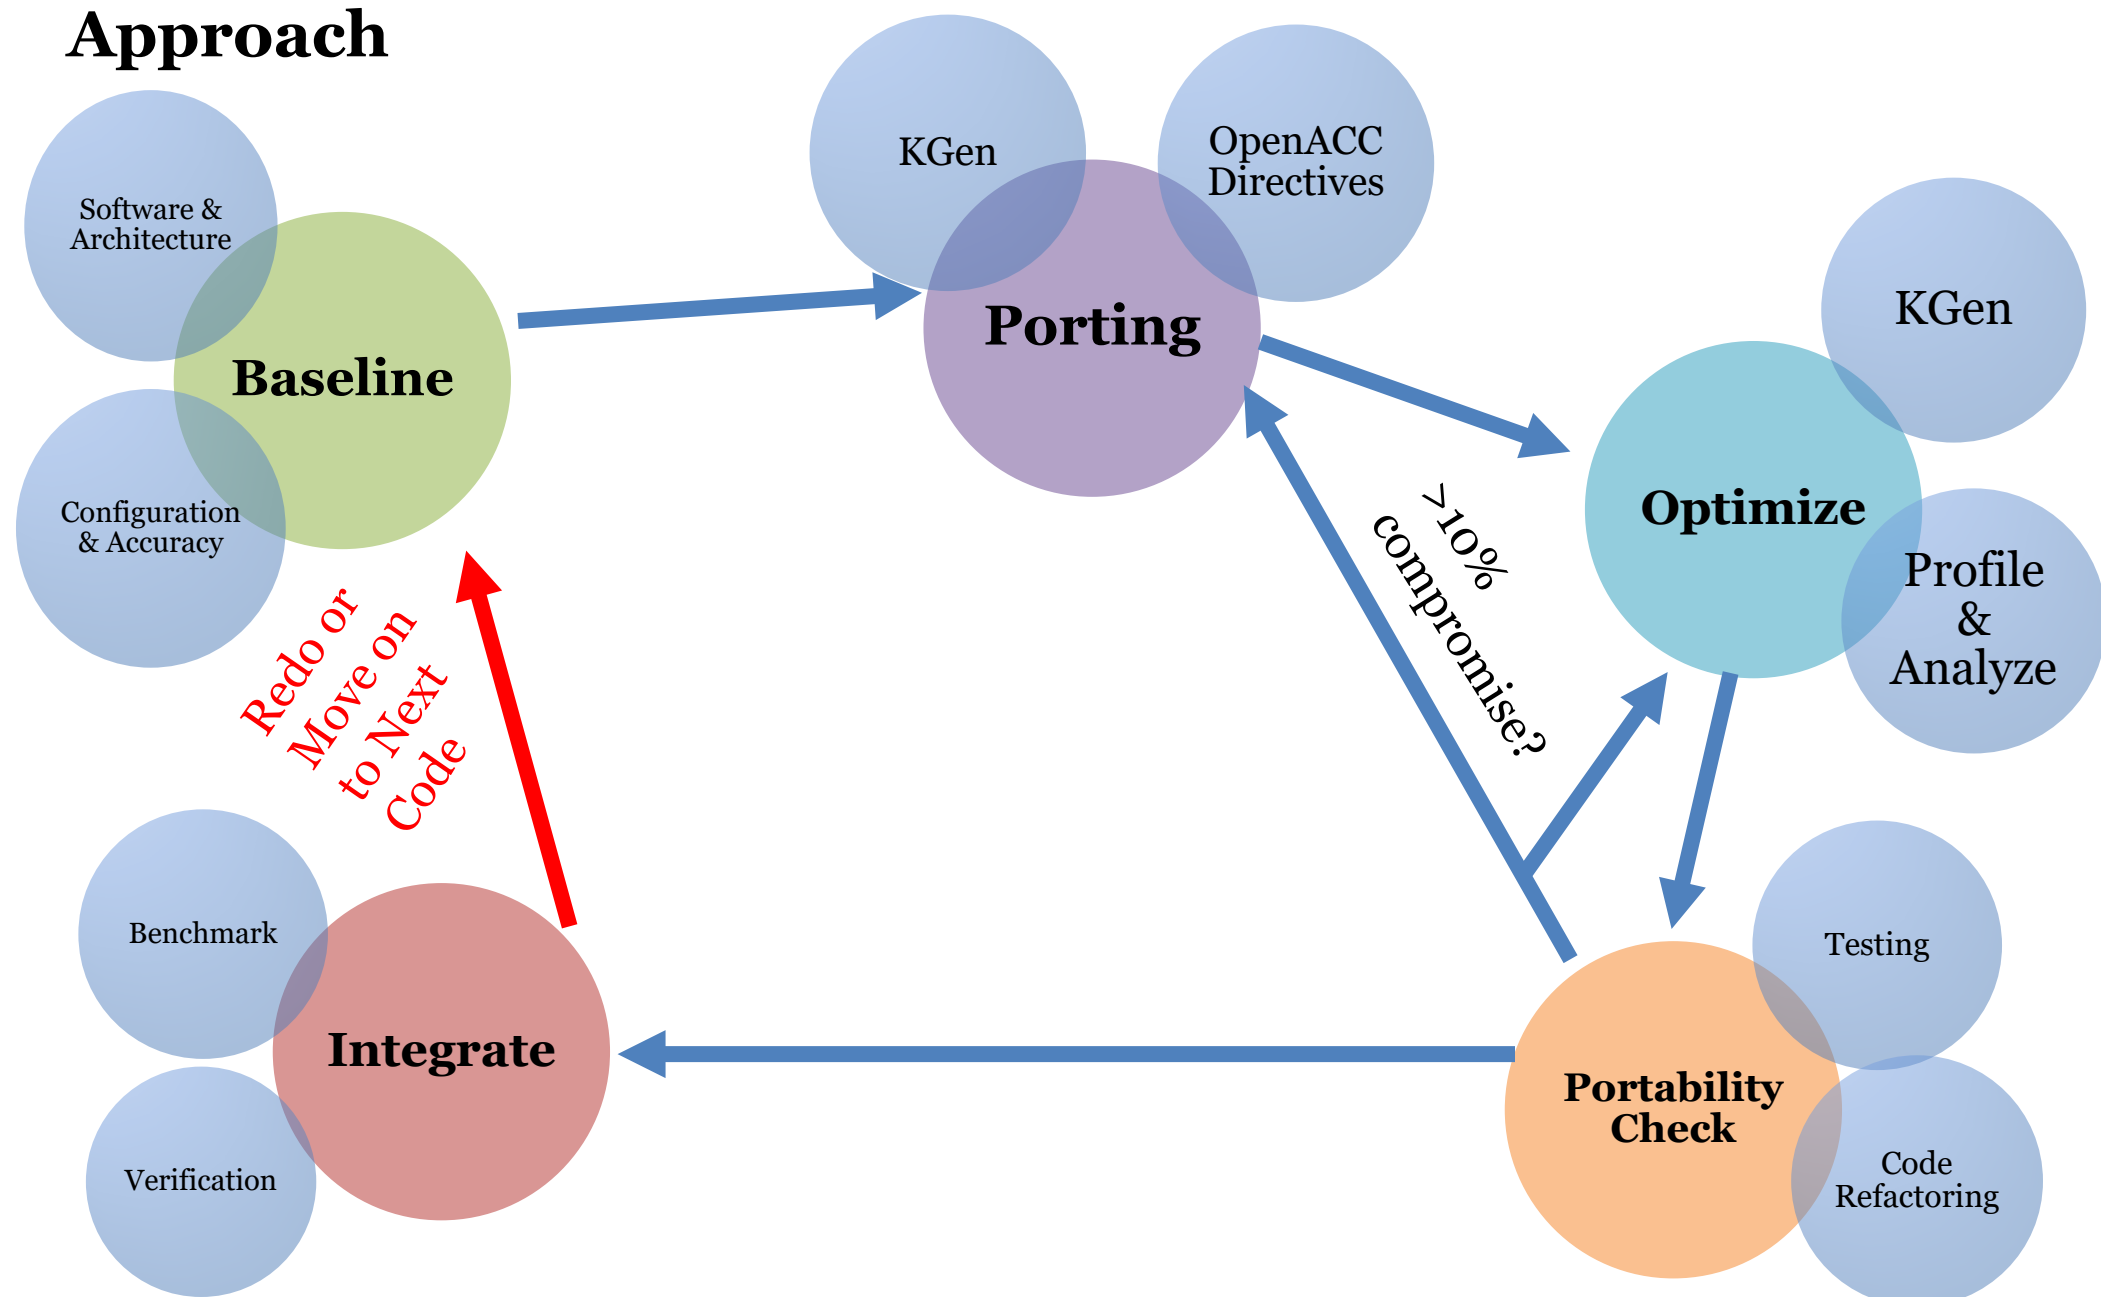 Approach
Software &
Architecture
Baseline
Configuration
& Accuracy
KGen
OpenACC
Directives
Porting
KGen
Optimize
Profile
&
Analyze
>10%
compromise?
Redo or
Move on
to Next
Code
Benchmark
Integrate
Verification
Testing
Portability
Check
Code
Refactoring